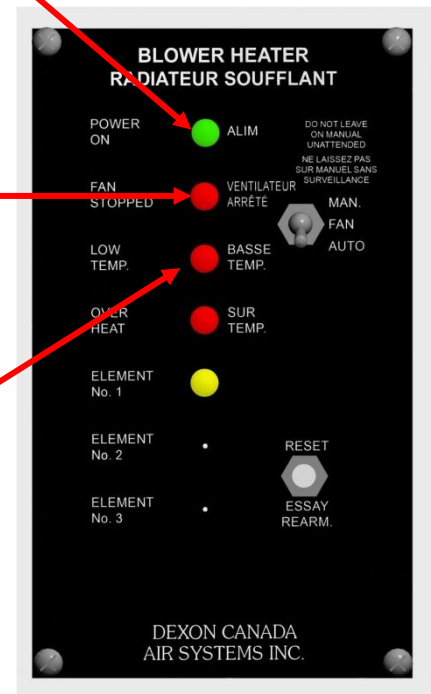 BLOWER HEATER
RADIATEUR SOUFFLANT
POWER
ON
ALIM
DO NOT LEAVE
ON MANUAL
UNATTENDED
NE LAISSEZ PAS
SUR MANUEL SANS
SURVEILLANCE
FAN
STOPPED
VENTILATEUR
ARRÊTÉ
MAN.
FAN
AUTO
LOW
TEMP.
BASSE
TEMP.
OVER
HEAT
SUR
TEMP.
ELEMENT
No. 1
ELEMENT
No. 2
RESET
ELEMENT
No. 3
ESSAY
REARM.
DEXON CANADA
AIR SYSTEMS INC.